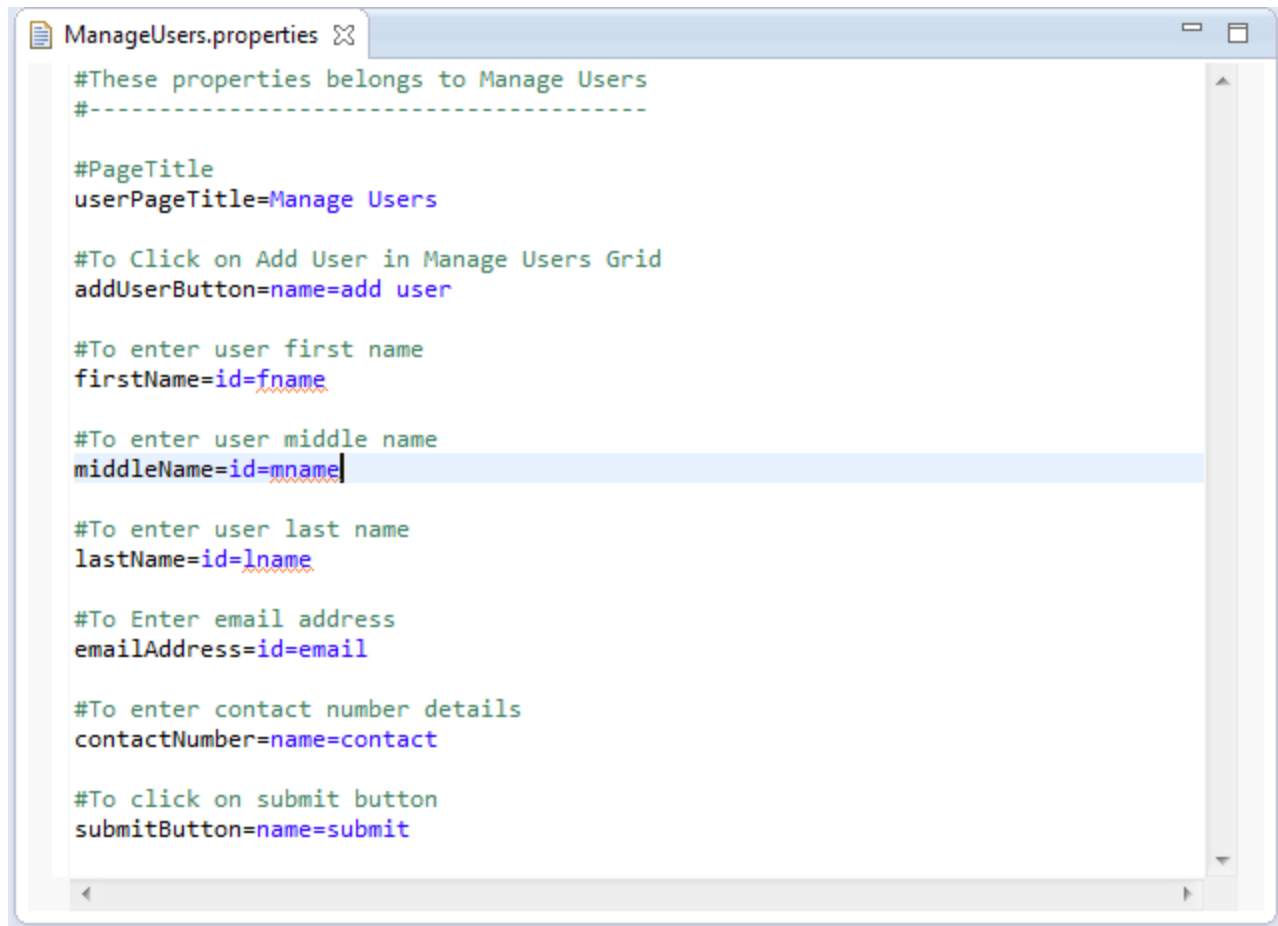 ManageUsers.properties
#These properties belongs to Manage Users
#----------------------------------------
#PageTitle
userPageTitle=Manage Users
#To Click on Add User in Manage Users Grid
addUserButton=name=add user
#To enter user first name
firstName=id=fname
#To enter user middle name
middleName=id=mname
#To enter user last name
lastName=id=lname
#To Enter email address
emailAddress=id=email
#To enter contact number details
contactNumber=name=contact
#To click on submit button
submitButton=name=submit